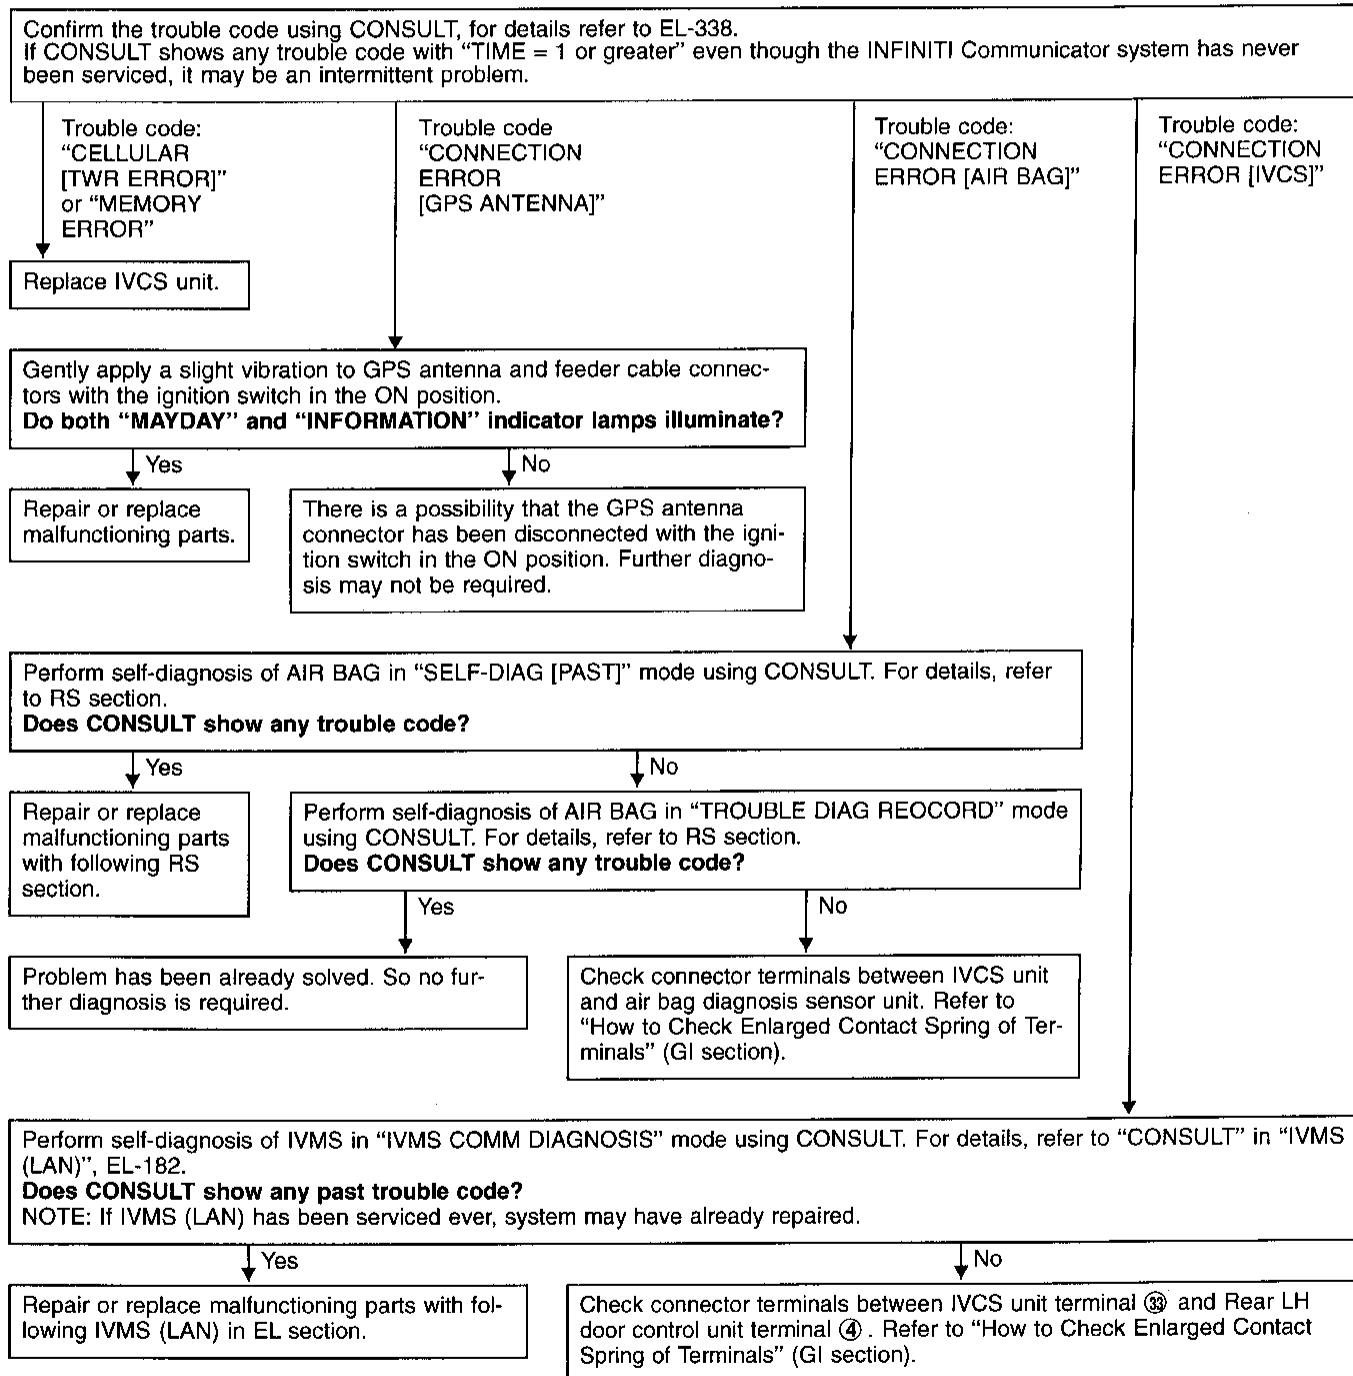 Confirm the trouble code using CONSULT, for details refer to EL-338.
If CONSULT shows any trouble code with “TIME = 1 or greater” even though the INFINITI Communicator system has never
been serviced, it may be an intermittent problem.
Trouble code:
“CELLULAR
[TWR ERROR]”
or “MEMORY
ERROR”
Trouble code
“CONNECTION
ERROR
[GPS ANTENNA]”
Trouble code:
“CONNECTION
ERROR [AIR BAG]”
Trouble code:
“CONNECTION
ERROR [IVCS]”
Replace IVCS unit.
Gently apply a slight vibration to GPS antenna and feeder cable connec-
tors with the ignition switch in the ON position.
Do both “MAYDAY” and “INFORMATION” indicator lamps illuminate?
Yes
No
Repair or replace
malfunctioning parts.
There is a possibility that the GPS antenna
connector has been disconnected with the igni-
tion switch in the ON position. Further diagno-
sis may not be required.
Perform self-diagnosis of AIR BAG in “SELF-DIAG [PAST]” mode using CONSULT. For details, refer
to RS section.
Does CONSULT show any trouble code?
Yes
No
Repair or replace
malfunctioning parts
with following RS
section.
Perform self-diagnosis of AIR BAG in “TROUBLE DIAG REOCORD” mode
using CONSULT. For details, refer to RS section.
Does CONSULT show any trouble code?
Yes
No
Problem has been already solved. So no fur-
ther diagnosis is required.
Check connector terminals between IVCS unit
and air bag diagnosis sensor unit. Refer to
“How to Check Enlarged Contact Spring of Ter-
minals” (GI section).
Perform self-diagnosis of IVMS in “IVMS COMM DIAGNOSIS” mode using CONSULT. For details, refer to “CONSULT” in “IVMS
(LAN)”, EL-182.
Does CONSULT show any past trouble code?
NOTE: If IVMS (LAN) has been serviced ever, system may have already repaired.
Yes
No
Repair or replace malfunctioning parts with fol-
lowing IVMS (LAN) in EL section.
Check connector terminals between IVCS unit terminal ㉝ and Rear LH
door control unit terminal ④. Refer to “How to Check Enlarged Contact
Spring of Terminals” (GI section).